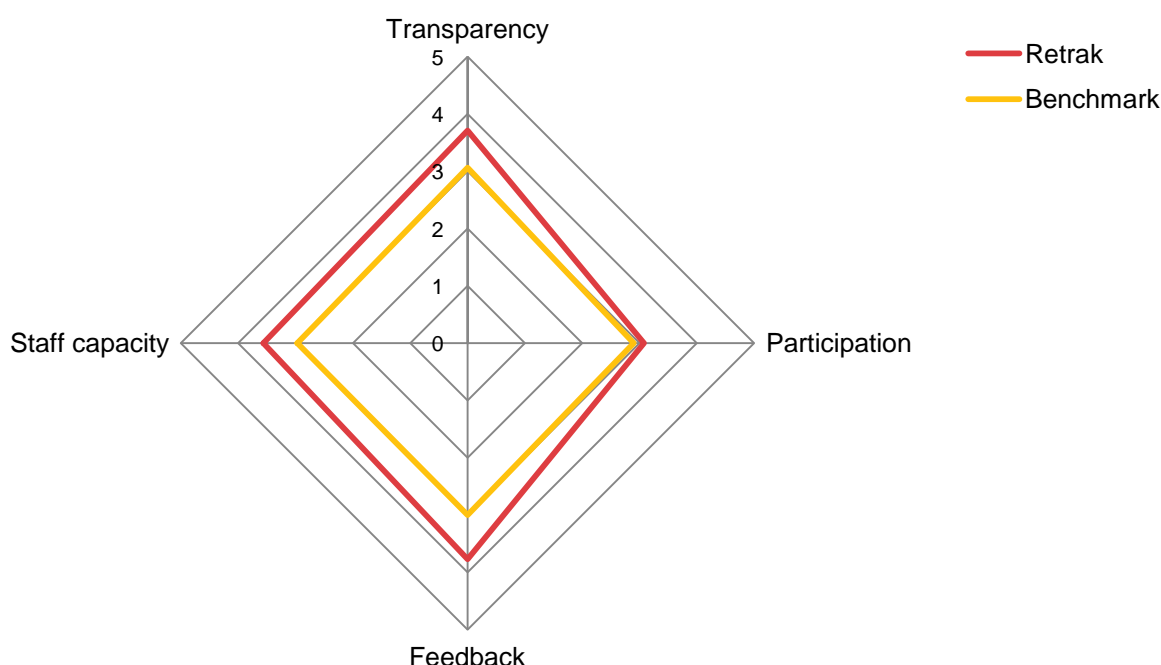 Transparency
5
4
3
2
1
0
Staff capacity
Participation
Feedback
Retrak
Benchmark